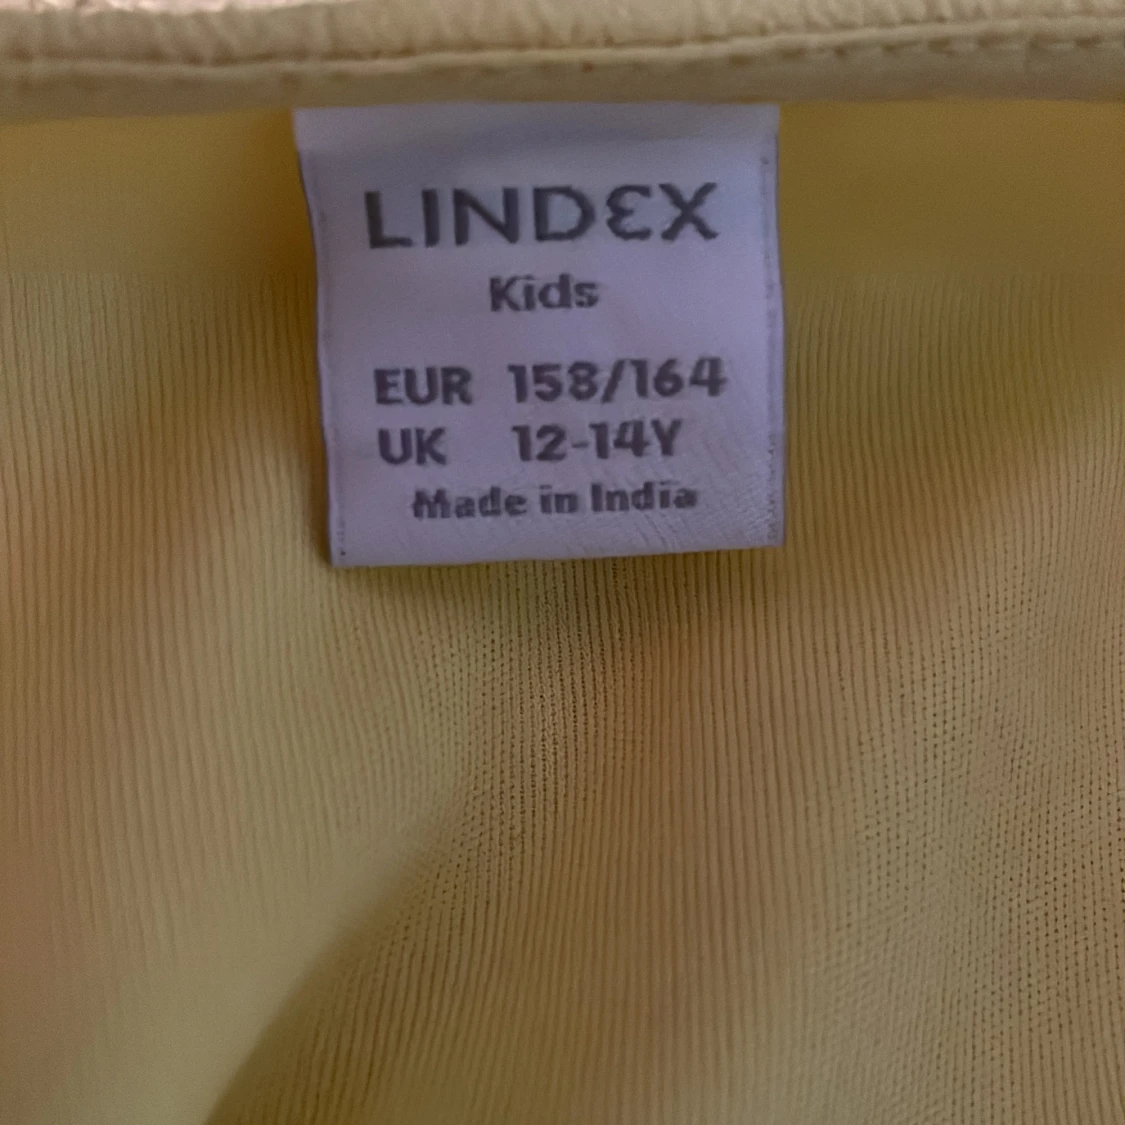 LINDEX
Kids
EUR 158/164
UK 12-14Y
Made in India